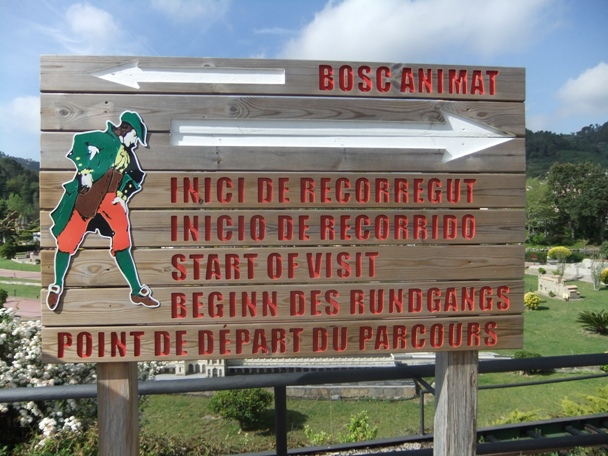 BOSC ANIMAT
INICI DE RECORREGUT
INICIO DE RECORRIDO
START OF VISIT
BEGINN DES RUNDGANGS
POINT DE DÉPART DU PARCOURS